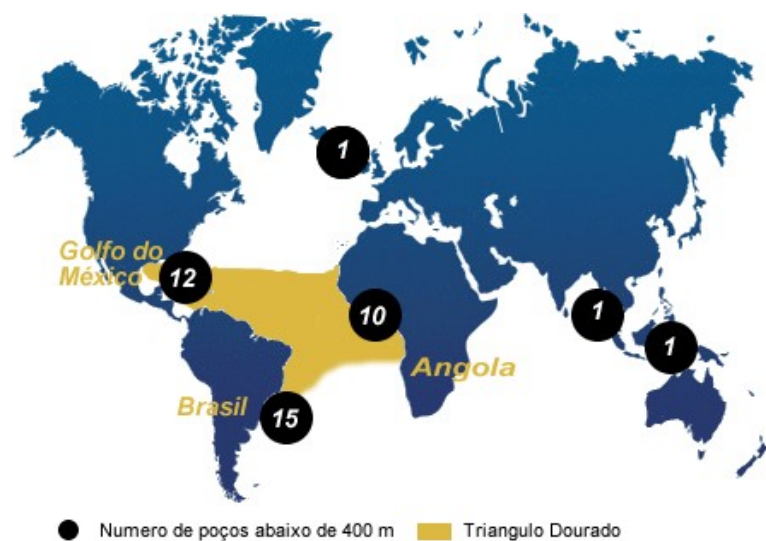 1
Golfo do
México
12
10
1
1
Angola
Brasil
15
Numero de poços abaixo de 400 m
Triangulo Dourado